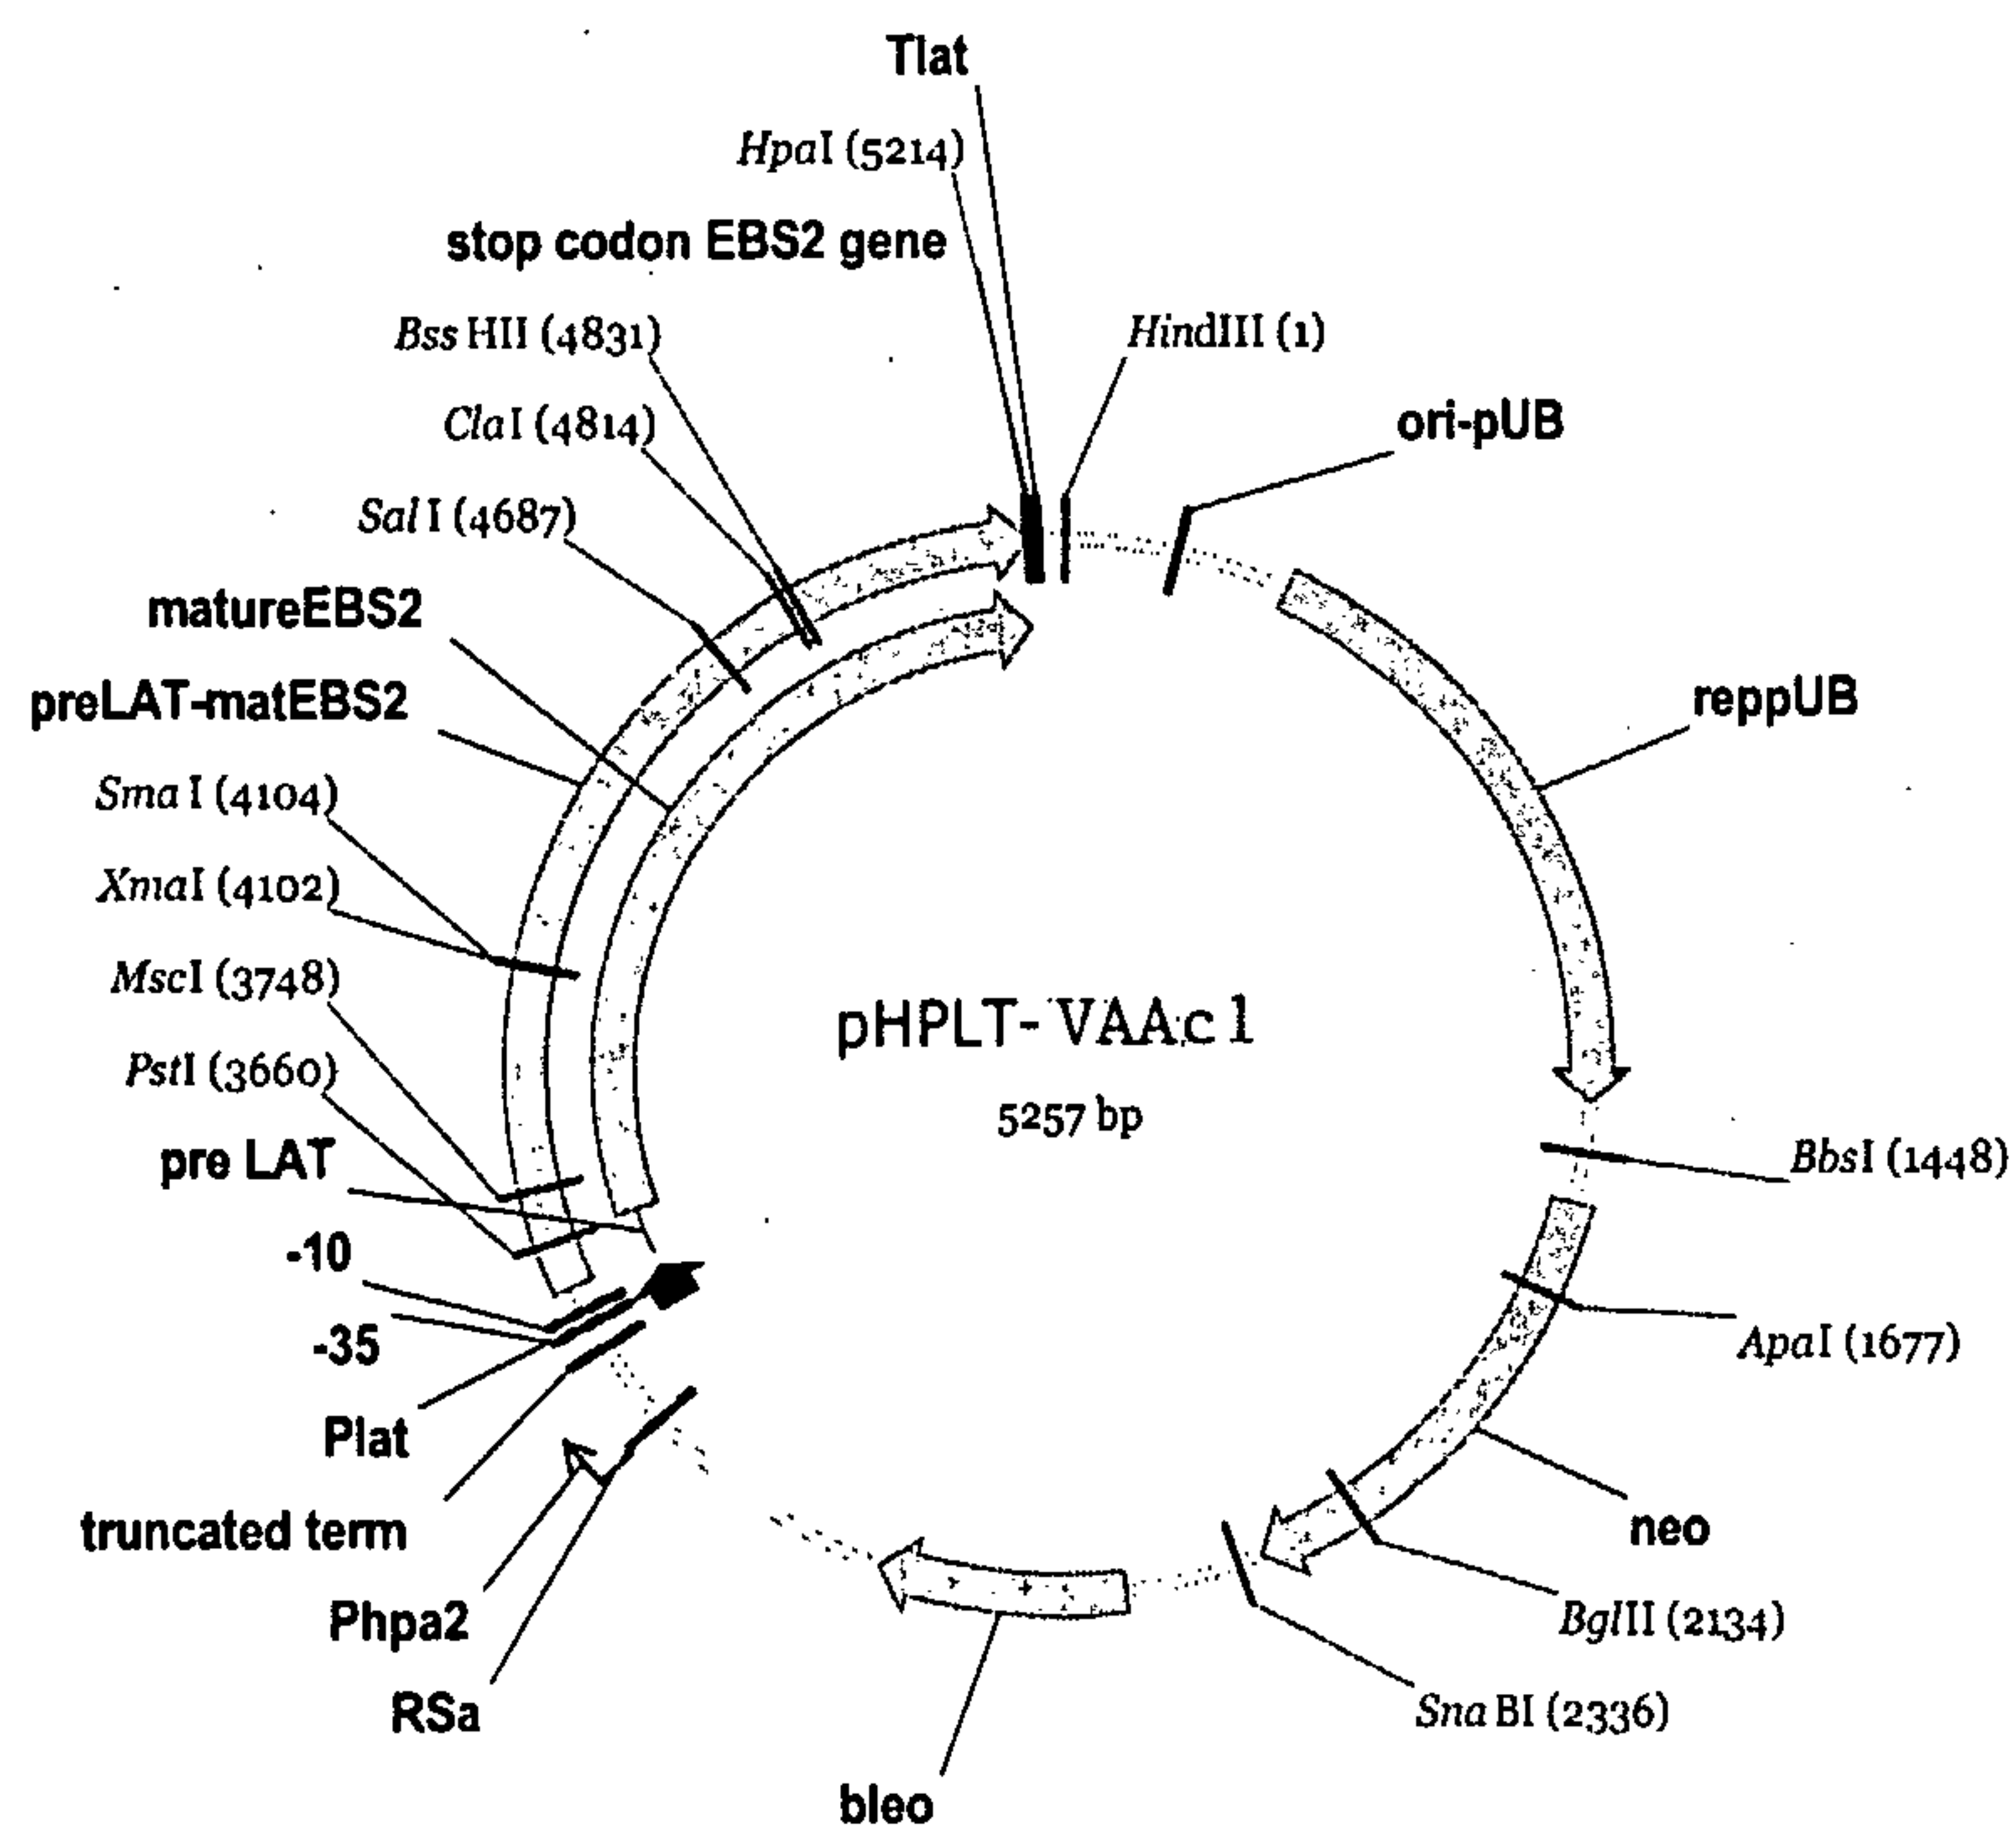 Tlat
HpaI (5214)
stop codon EBS2 gene
BssHII (4831)
HindIII (1)
ClaI (4814)
ori-pUB
SalI (4687)
matureEBS2
preLAT-matEBS2
reppUB
SmaI (4104)
XmaI (4102)
MscI (3748)
pHPLT-VAAc1
PstI (3660)
5257 bp
pre LAT
BbsI (1448)
-10
-35
ApaI (1677)
Plat
truncated term
neo
Phpa2
BglII (2134)
RSa
SnaBI (2336)
bleo